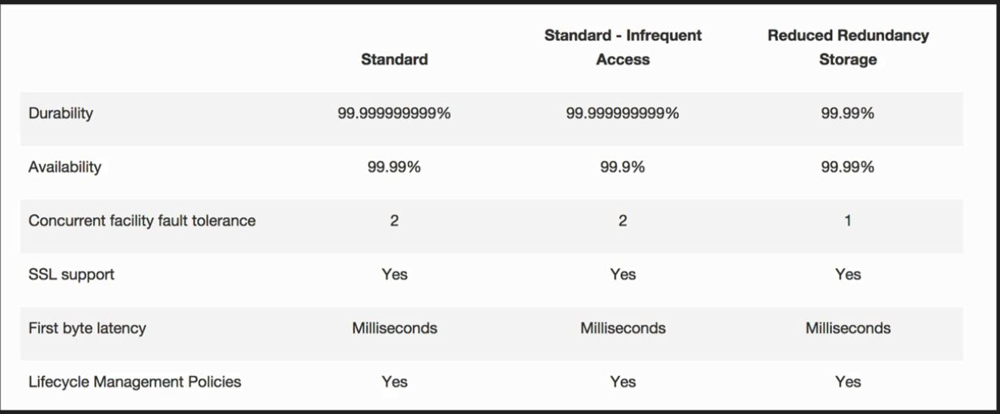 Standard Standard - Infrequent Access Reduced Redundancy Storage
Durability 99.999999999% 99.999999999% 99.99%
Availability 99.99% 99.9% 99.99%
Concurrent facility fault tolerance 2 2 1
SSL support Yes Yes Yes
First byte latency Milliseconds Milliseconds Milliseconds
Lifecycle Management Policies Yes Yes Yes